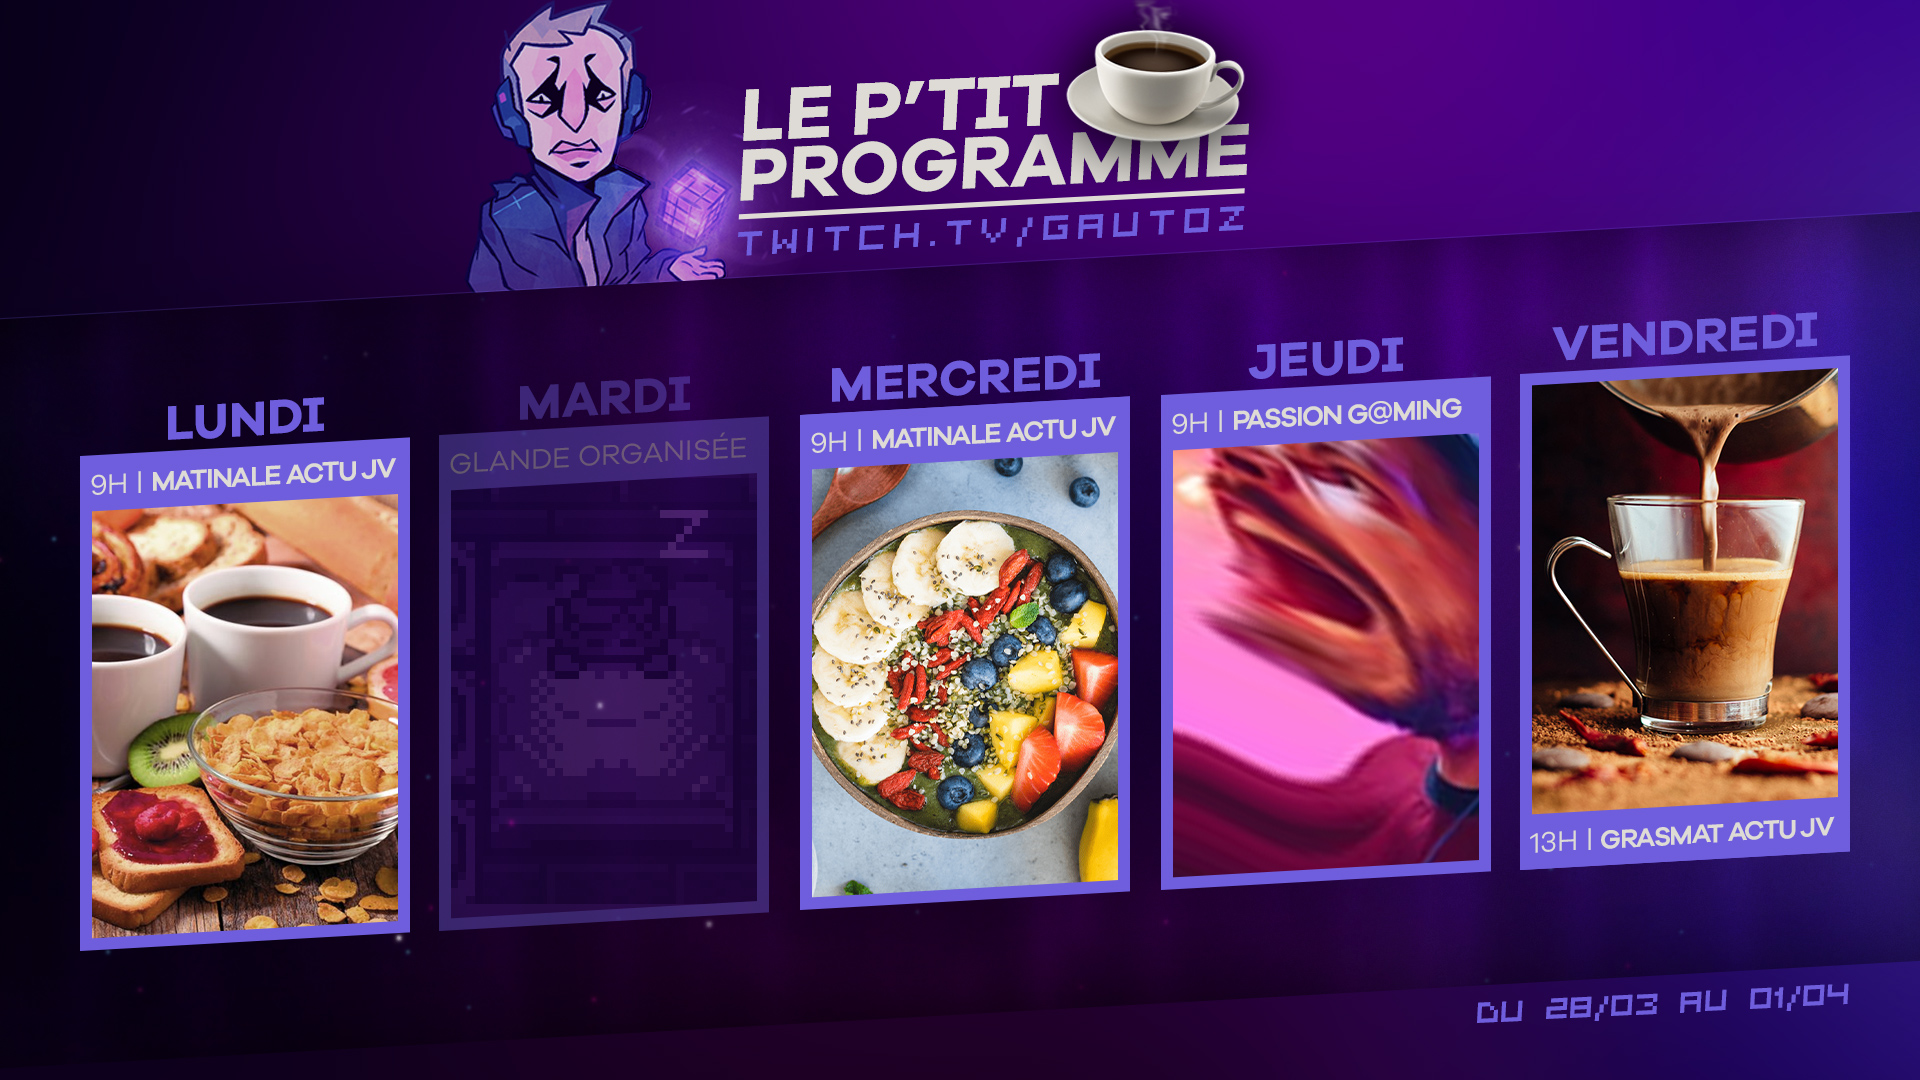 LE P'TIT
PROGRAMME
TWITCH.TV/GAUTOZ
LUNDI
9H | MATINALE ACTU JV
MARDI
GLANDE ORGANISÉE
Z
MERCREDI
9H | MATINALE ACTU JV
JEUDI
9H | PASSION G@MING
VENDREDI
13H | GRASMAT ACTU JV
DU 28/03 AU 01/04